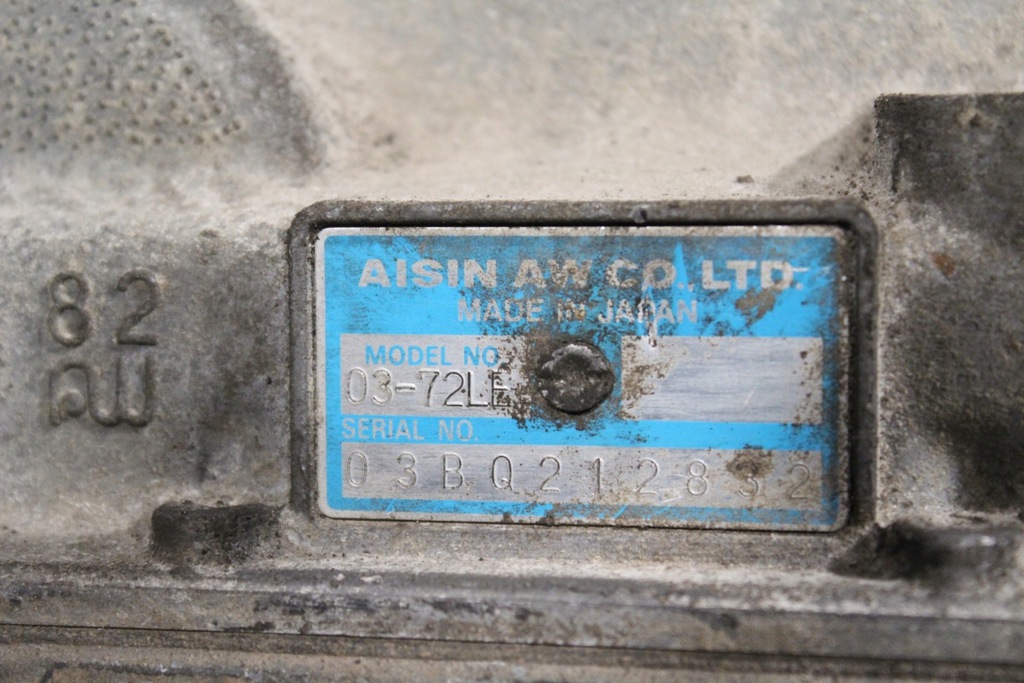 AISIN AW CO., LTD.
MADE IN JAPAN
MODEL NO.
03-72LE
SERIAL NO.
03BQ212832
82
AW